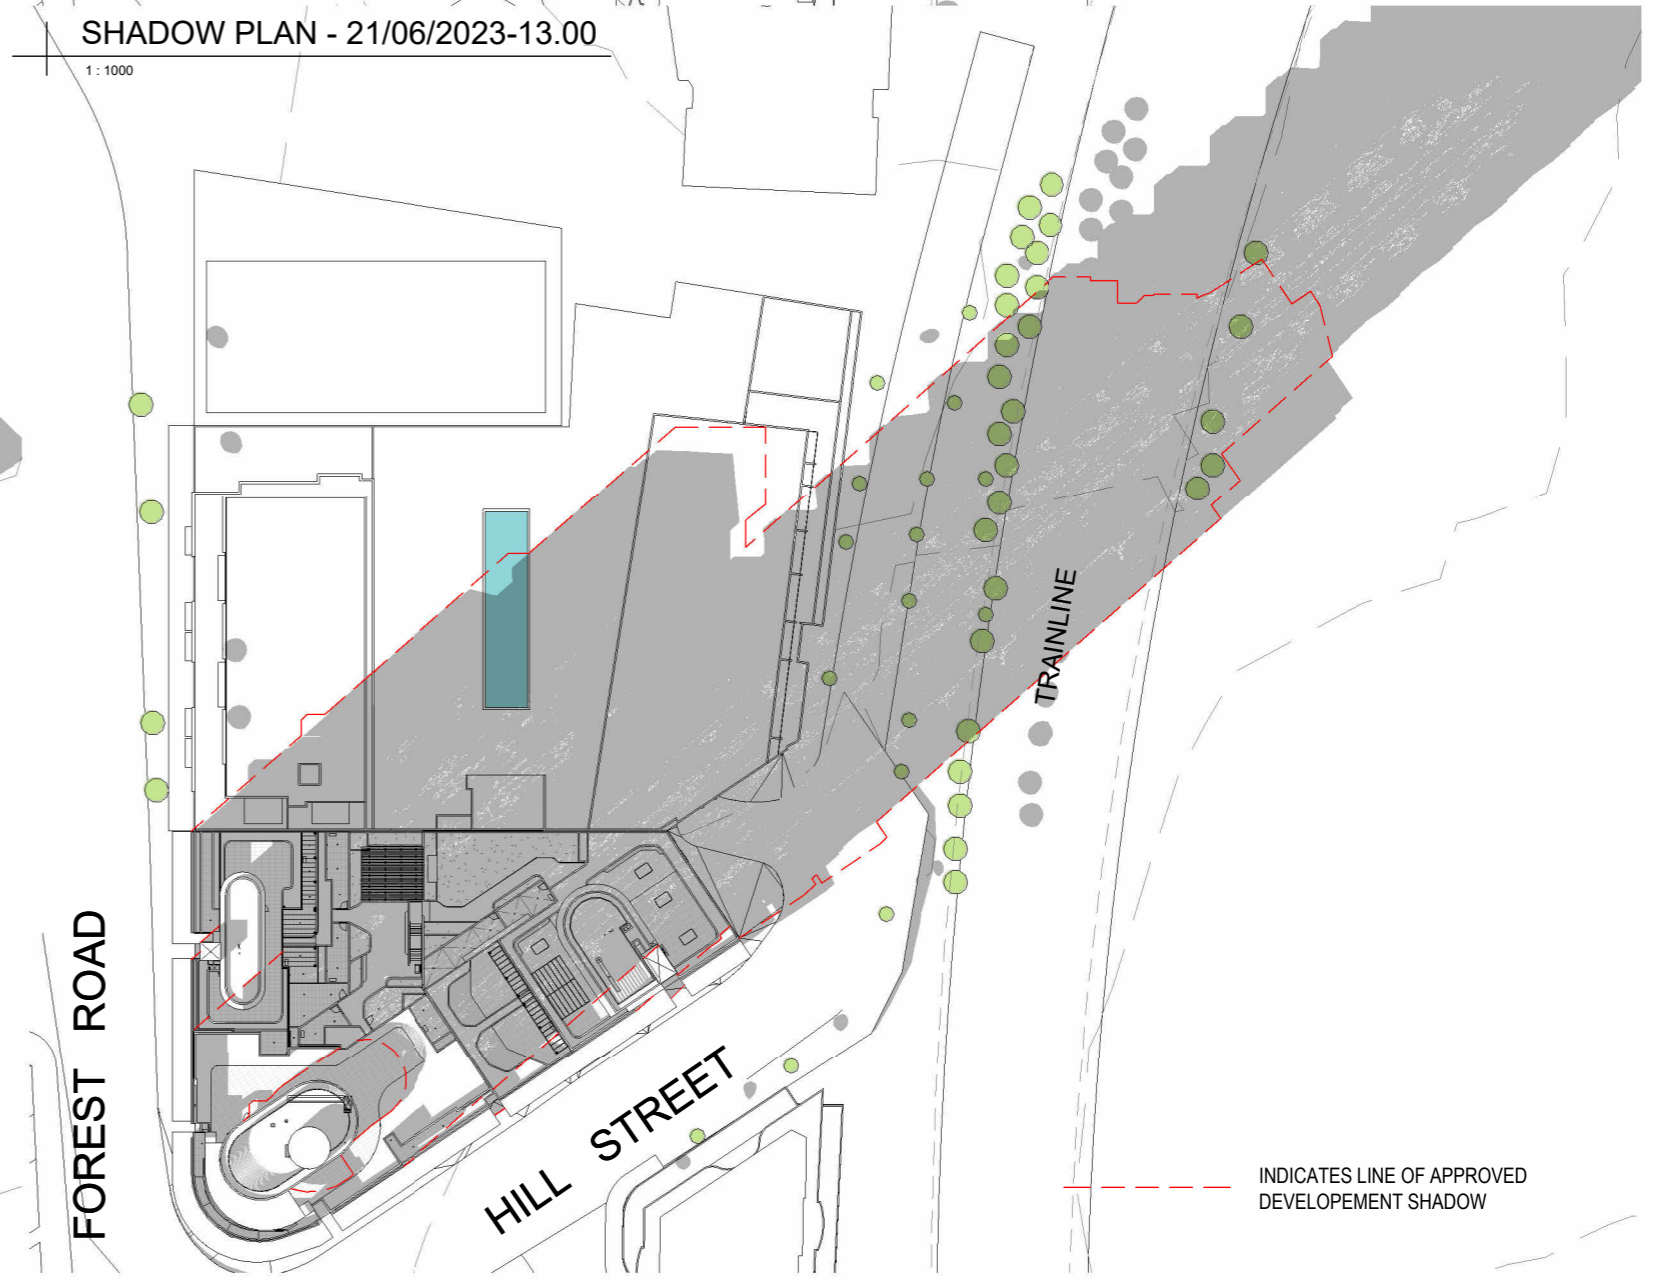 SHADOW PLAN - 21/06/2023-13.00
1 : 1000
TRAINLINE
FOREST ROAD
HILL STREET
INDICATES LINE OF APPROVED
DEVELOPEMENT SHADOW